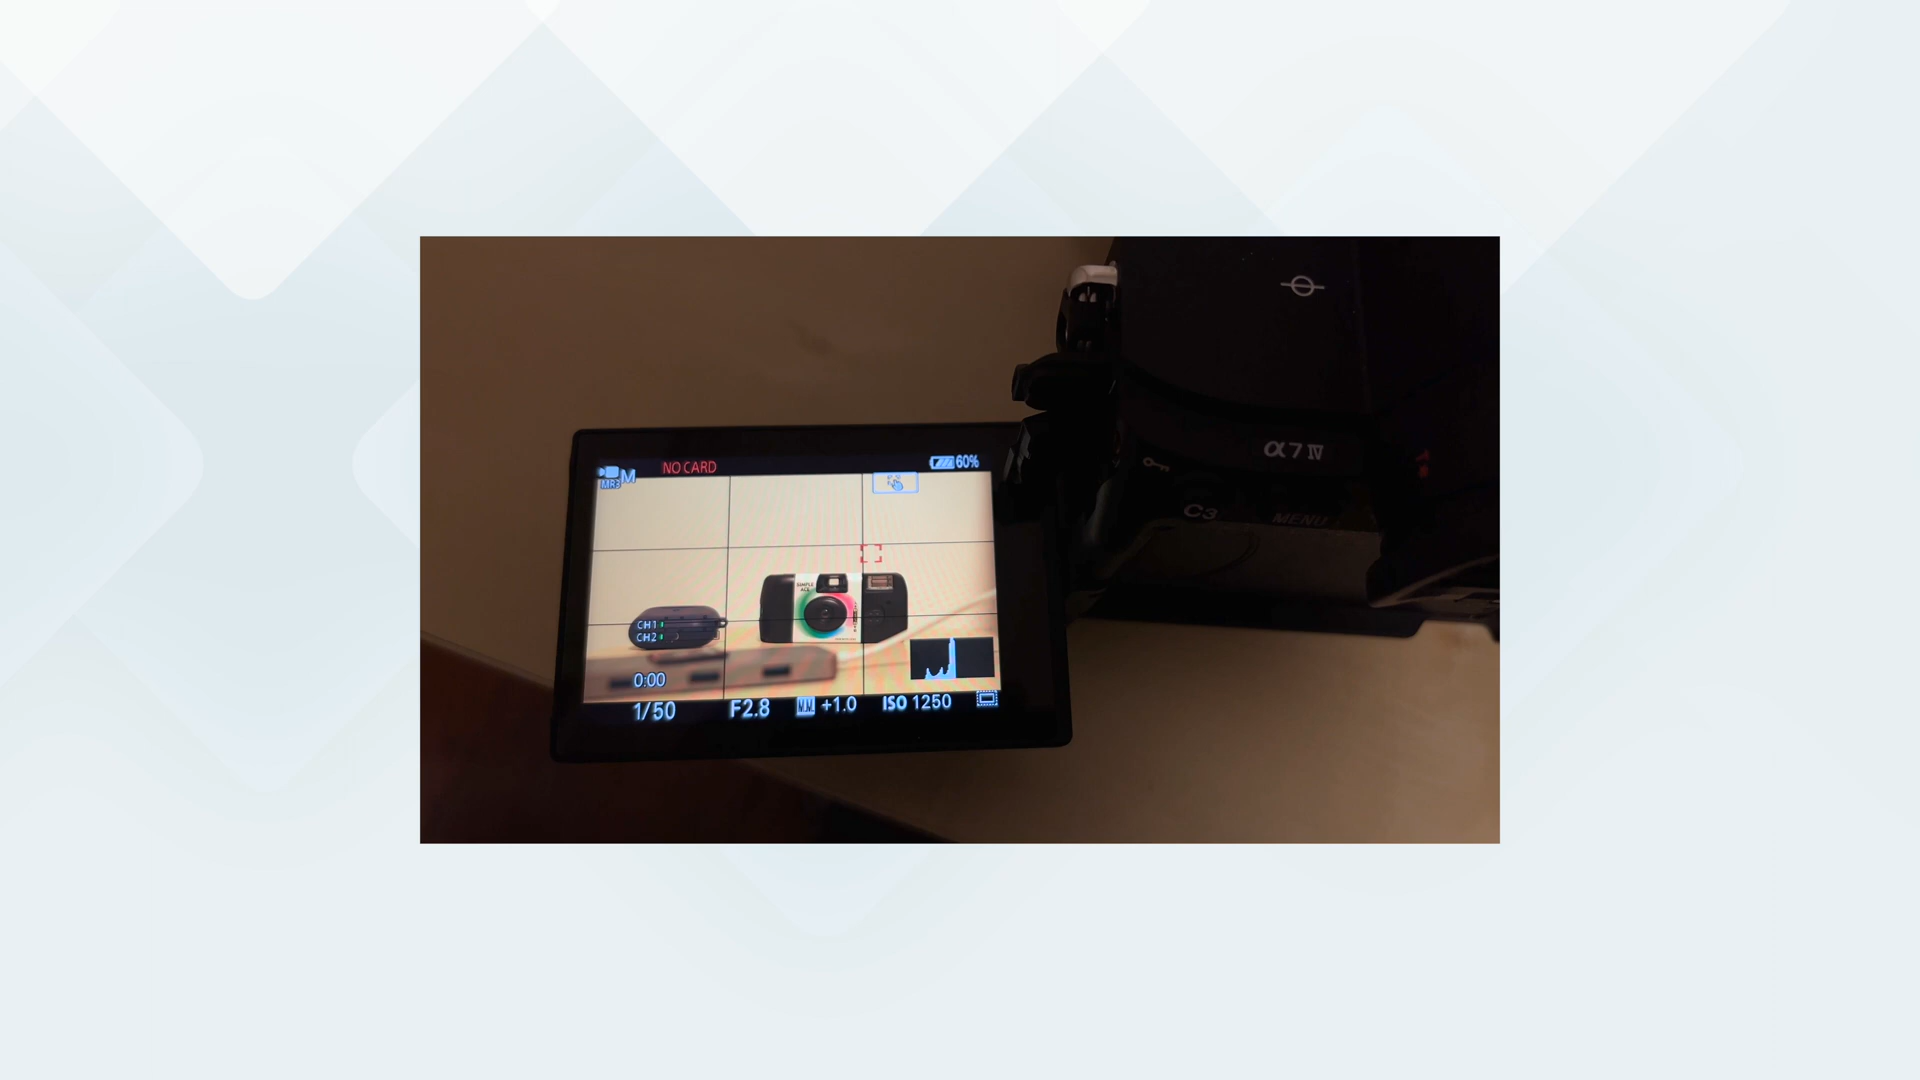 NO CARD
60%
M
MR3
SIMPLE
ACE
CH1
CH2
0:00
1/50
F2.8
M.M.
+1.0
ISO 1250
α7 IV
C3
MENU